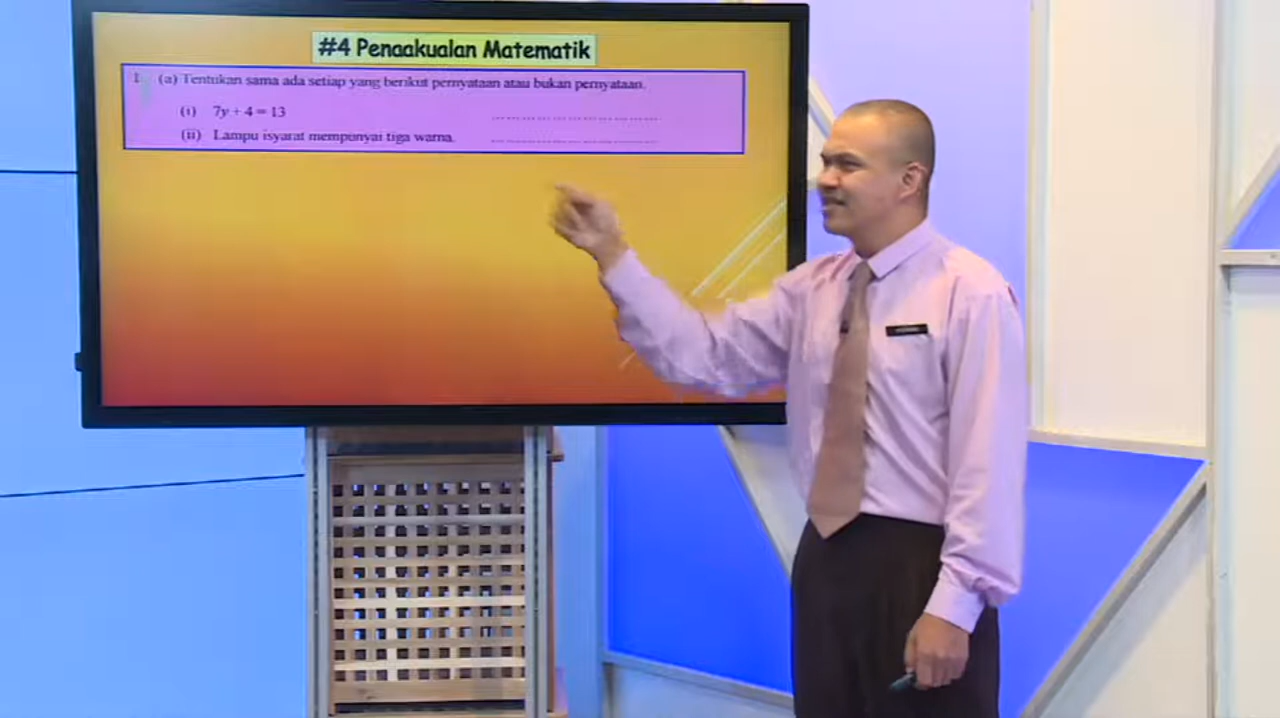 #4 Penaakualan Matematik
1 (a) Tentukan sama ada setiap yang berikut pernyataan atau bukan pernyataan.
(i) 7y + 4 = 13 ........................................
(ii) Lampu isyarat mempunyai tiga warna. ........................................